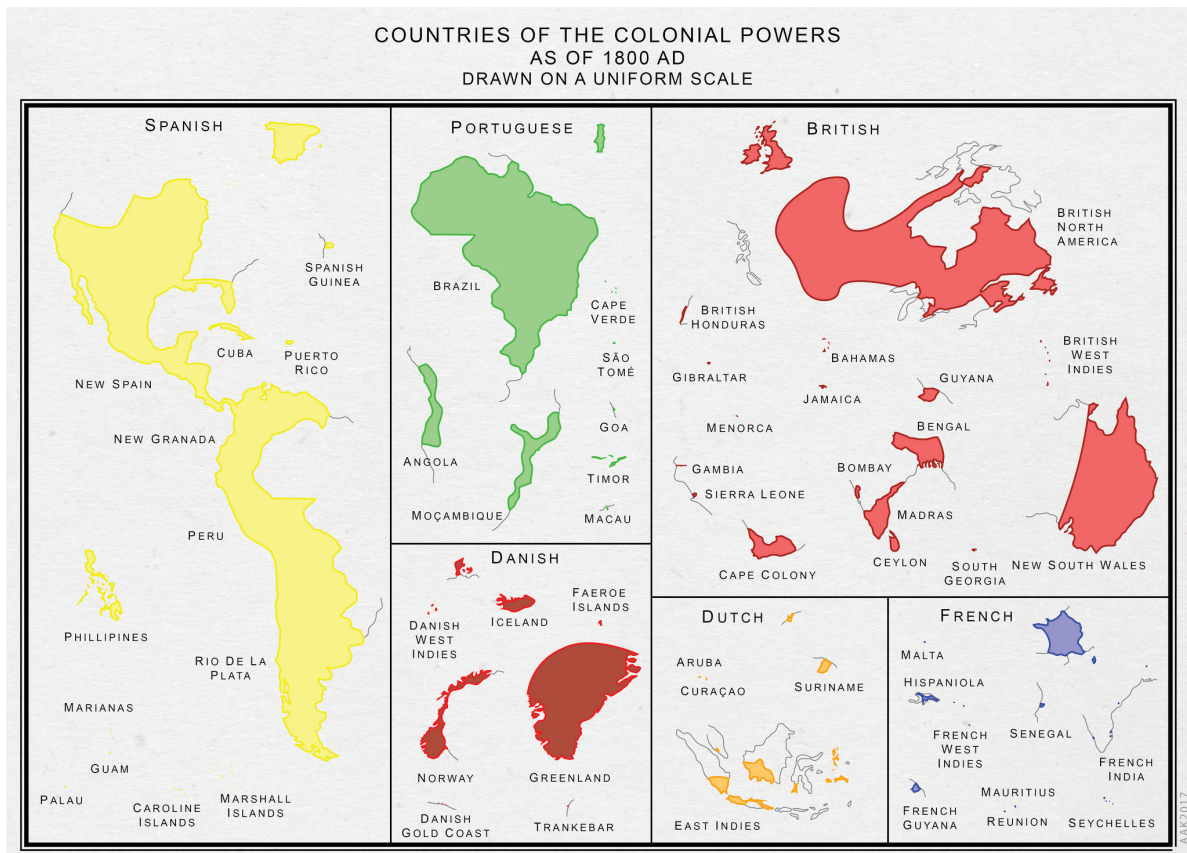 COUNTRIES OF THE COLONIAL POWERS
AS OF 1800 AD
DRAWN ON A UNIFORM SCALE
SPANISH
SPANISH
GUINEA
CUBA
PUERTO
RICO
NEW SPAIN
NEW GRANADA
PERU
PHILLIPINES
RIO DE LA
PLATA
MARIANAS
GUAM
PALAU
CAROLINE
ISLANDS
MARSHALL
ISLANDS
PORTUGUESE
BRAZIL
CAPE
VERDE
SÃO
TOMÉ
GOA
ANGOLA
TIMOR
MOÇAMBIQUE
MACAU
DANISH
FAEROE
ISLANDS
ICELAND
DANISH
WEST
INDIES
NORWAY
GREENLAND
DANISH
GOLD COAST
TRANKEBAR
BRITISH
BRITISH
NORTH
AMERICA
BRITISH
HONDURAS
BAHAMAS
BRITISH
WEST
INDIES
GIBRALTAR
JAMAICA
GUYANA
MENORCA
BENGAL
GAMBIA
BOMBAY
SIERRA LEONE
MADRAS
CAPE COLONY
CEYLON
SOUTH
GEORGIA
NEW SOUTH WALES
DUTCH
ARUBA
CURAÇAO
SURINAME
EAST INDIES
FRENCH
MALTA
HISPANIOLA
FRENCH
WEST
INDIES
SENEGAL
FRENCH
INDIA
MAURITIUS
FRENCH
GUYANA
REUNION
SEYCHELLES
AAK2017